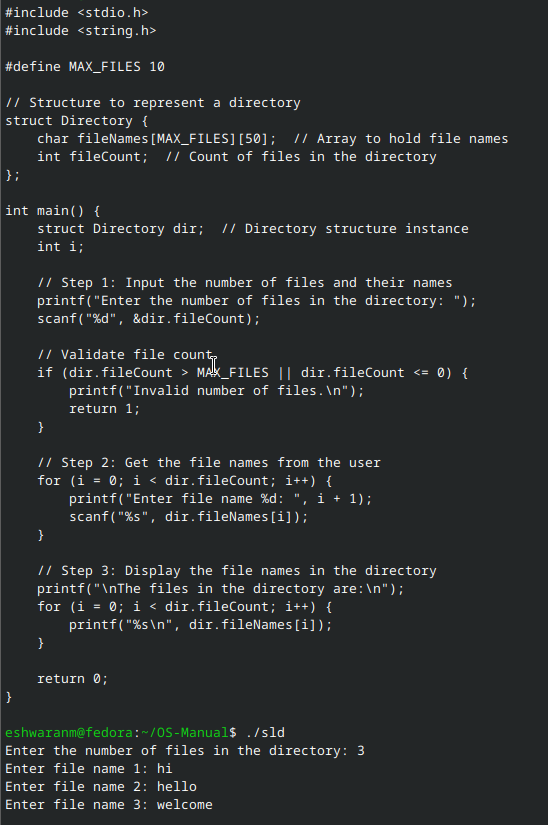 #include <stdio.h>
#include <string.h>

#define MAX_FILES 10

// Structure to represent a directory
struct Directory {
    char fileNames[MAX_FILES][50];  // Array to hold file names
    int fileCount;  // Count of files in the directory
};

int main() {
    struct Directory dir;  // Directory structure instance
    int i;

    // Step 1: Input the number of files and their names
    printf("Enter the number of files in the directory: ");
    scanf("%d", &dir.fileCount);

    // Validate file count
    if (dir.fileCount > MAX_FILES || dir.fileCount <= 0) {
        printf("Invalid number of files.\n");
        return 1;
    }

    // Step 2: Get the file names from the user
    for (i = 0; i < dir.fileCount; i++) {
        printf("Enter file name %d: ", i + 1);
        scanf("%s", dir.fileNames[i]);
    }

    // Step 3: Display the file names in the directory
    printf("\nThe files in the directory are:\n");
    for (i = 0; i < dir.fileCount; i++) {
        printf("%s\n", dir.fileNames[i]);
    }

    return 0;
}

eshwaranm@fedora:~/OS-Manual$ ./sld
Enter the number of files in the directory: 3
Enter file name 1: hi
Enter file name 2: hello
Enter file name 3: welcome